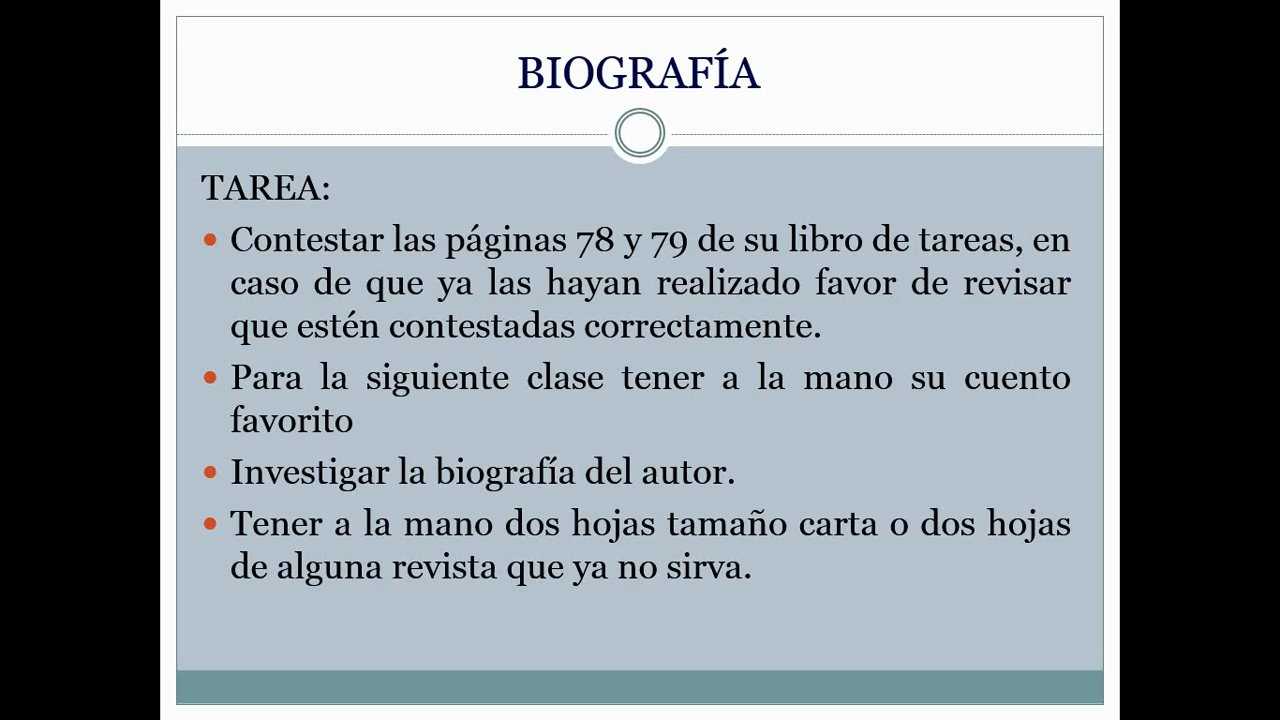 BIOGRAFÍA
TAREA:
• Contestar las páginas 78 y 79 de su libro de tareas, en
caso de que ya las hayan realizado favor de revisar
que estén contestadas correctamente.
• Para la siguiente clase tener a la mano su cuento
favorito
• Investigar la biografía del autor.
• Tener a la mano dos hojas tamaño carta o dos hojas
de alguna revista que ya no sirva.